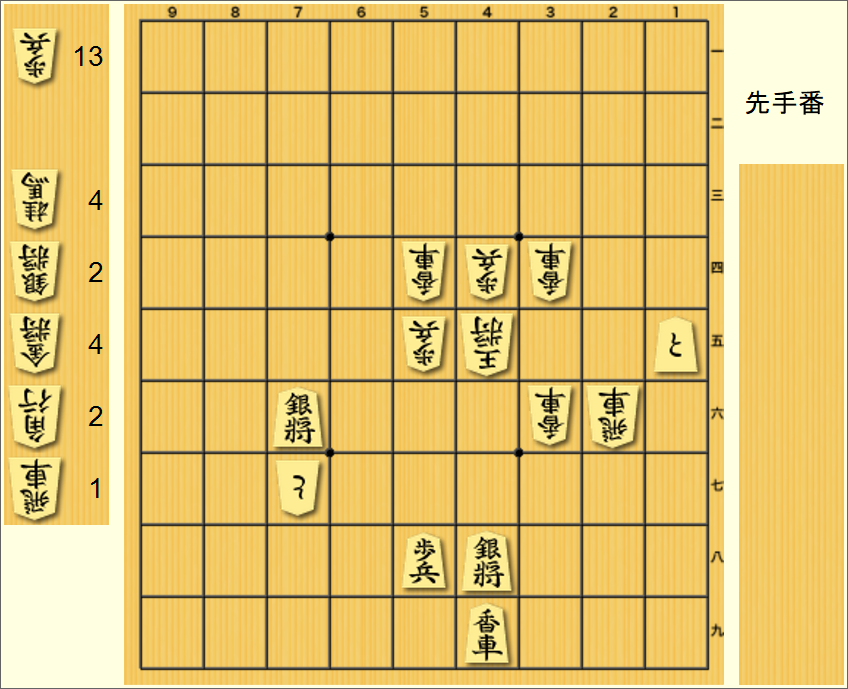 9 8 7 6 5 4 3 2 1
歩兵 13
桂馬 4
銀将 2
金将 4
角行 2
飛車 1
一
二
三
香車 歩兵 香車 四
歩兵 王将 と 五
銀将 香車 飛車 六
と 七
歩兵 銀将 八
香車 九
先手番